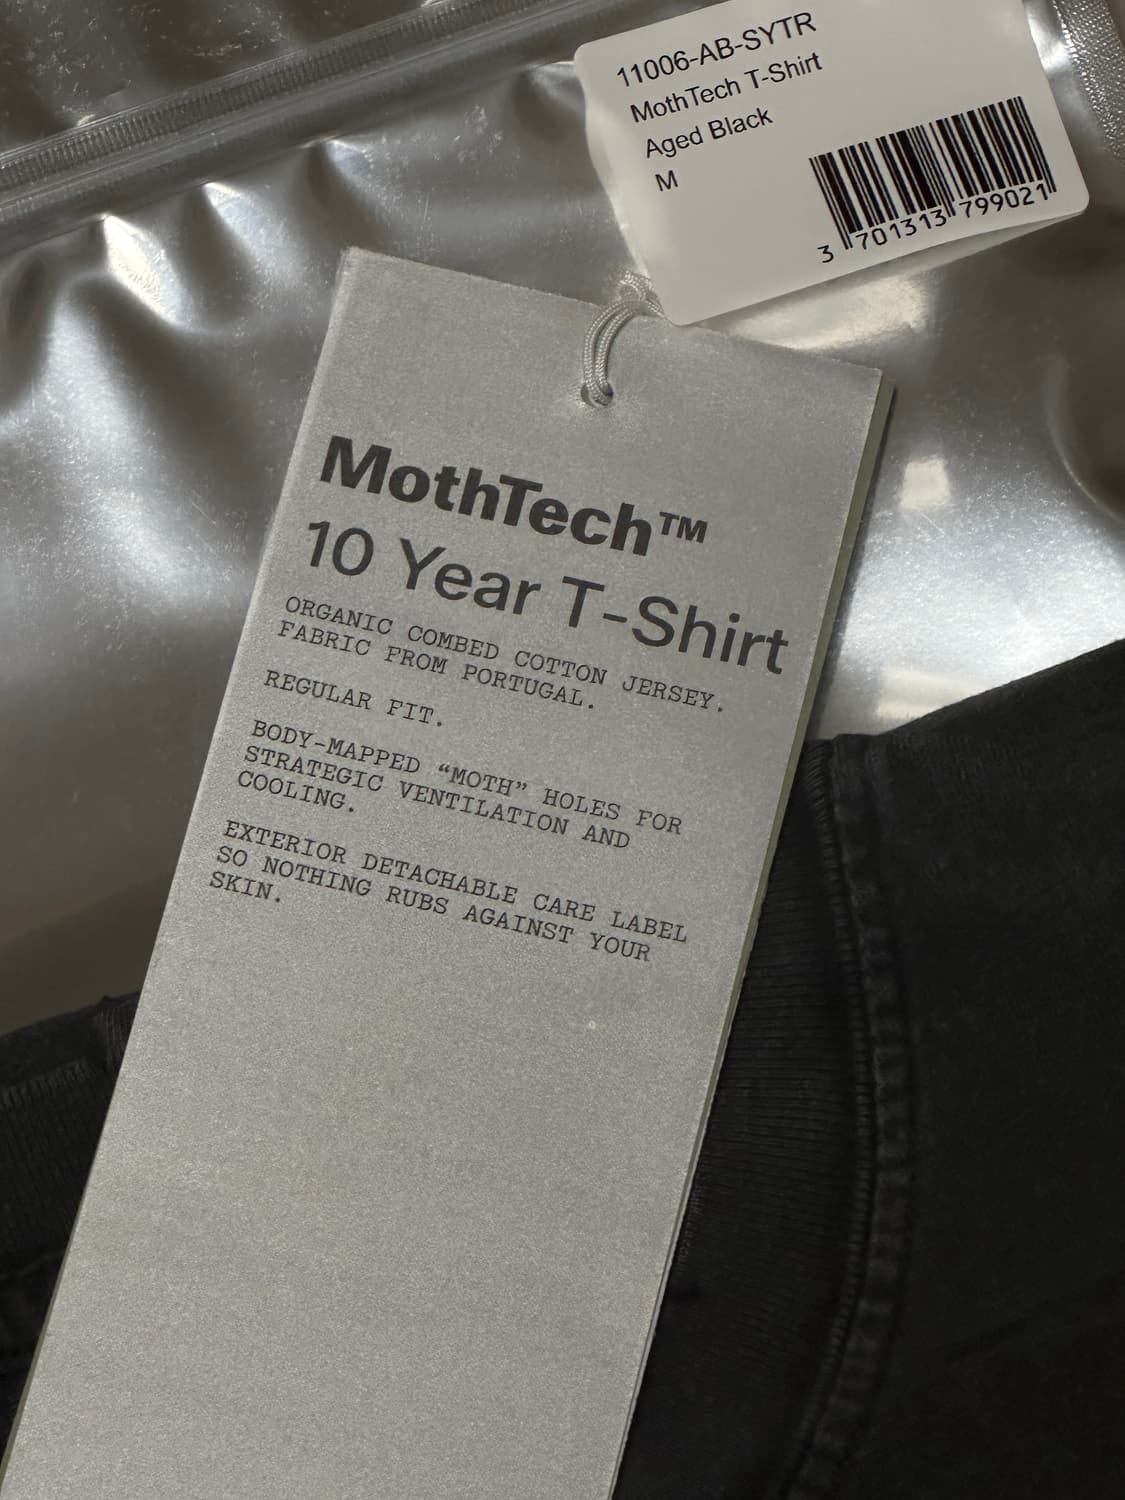 11006-AB-SYTR
MothTech T-Shirt
Aged Black
M
3 701313 799021
MothTech™
10 Year T-Shirt
ORGANIC COMBED COTTON JERSEY.
FABRIC FROM PORTUGAL.
REGULAR FIT.
BODY-MAPPED “MOTH” HOLES FOR
STRATEGIC VENTILATION AND
COOLING.
EXTERIOR DETACHABLE CARE LABEL
SO NOTHING RUBS AGAINST YOUR
SKIN.